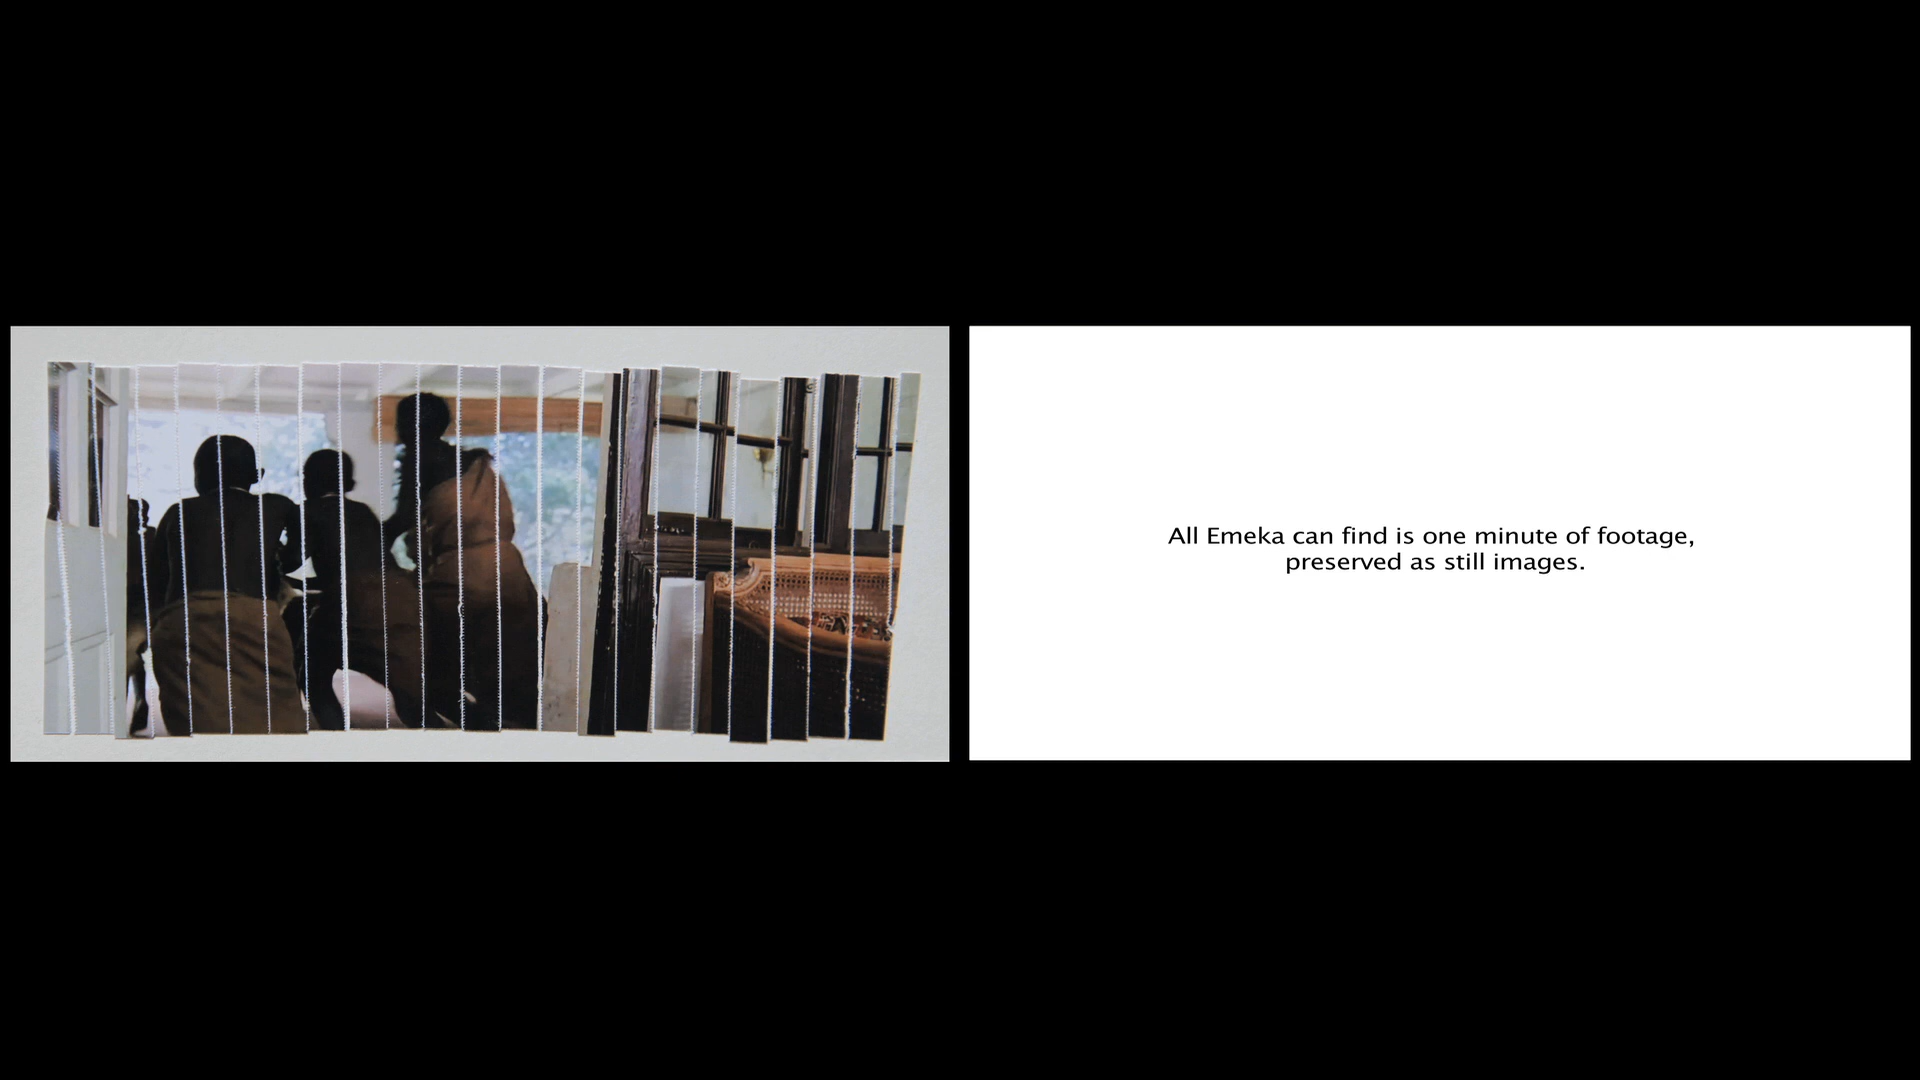 All Emeka can find is one minute of footage,
preserved as still images.